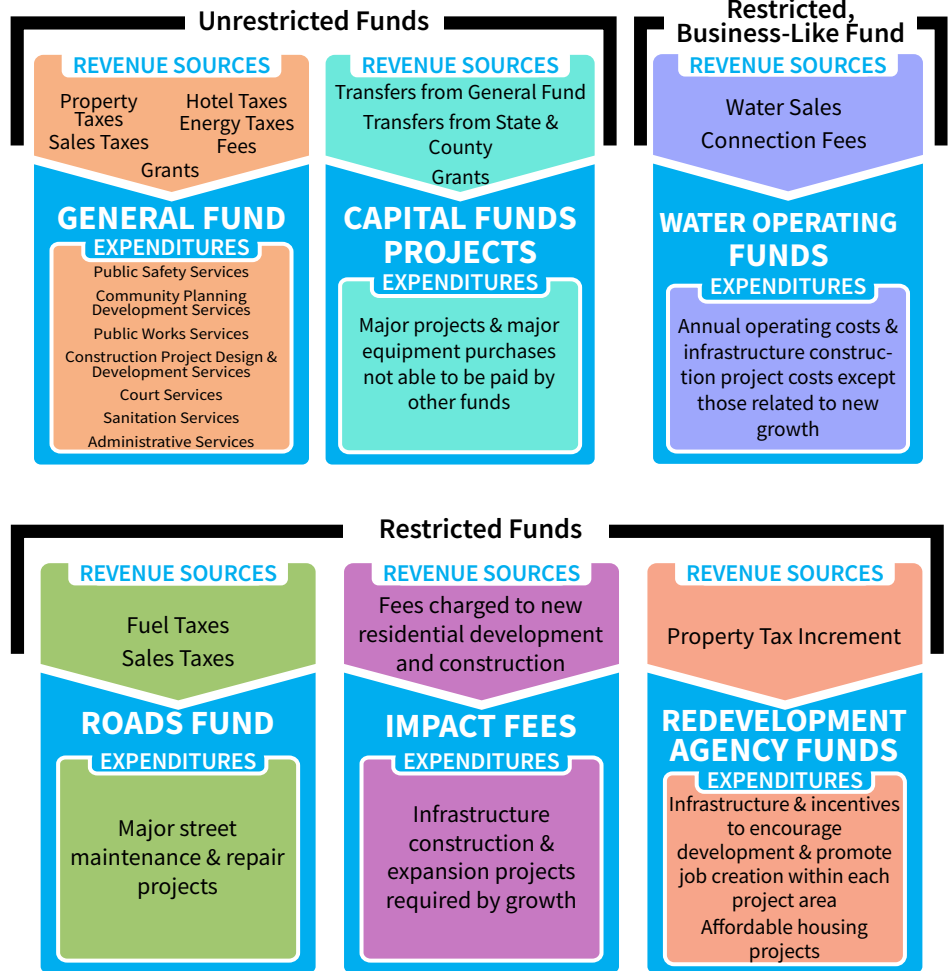 Unrestricted Funds
REVENUE SOURCES
Property
Taxes
Sales Taxes
Hotel Taxes
Energy Taxes
Fees
Grants
GENERAL FUND
EXPENDITURES
Public Safety Services
Community Planning
Development Services
Public Works Services
Construction Project Design &
Development Services
Court Services
Sanitation Services
Administrative Services
REVENUE SOURCES
Transfers from General Fund
Transfers from State &
County
Grants
CAPITAL FUNDS
PROJECTS
EXPENDITURES
Major projects & major
equipment purchases
not able to be paid by
other funds
Restricted,
Business-Like Fund
REVENUE SOURCES
Water Sales
Connection Fees
WATER OPERATING
FUNDS
EXPENDITURES
Annual operating costs &
infrastructure construc-
tion project costs except
those related to new
growth
Restricted Funds
REVENUE SOURCES
Fuel Taxes
Sales Taxes
ROADS FUND
EXPENDITURES
Major street
maintenance & repair
projects
REVENUE SOURCES
Fees charged to new
residential development
and construction
IMPACT FEES
EXPENDITURES
Infrastructure
construction &
expansion projects
required by growth
REVENUE SOURCES
Property Tax Increment
REDEVELOPMENT
AGENCY FUNDS
EXPENDITURES
Infrastructure & incentives
to encourage
development & promote
job creation within each
project area
Affordable housing
projects